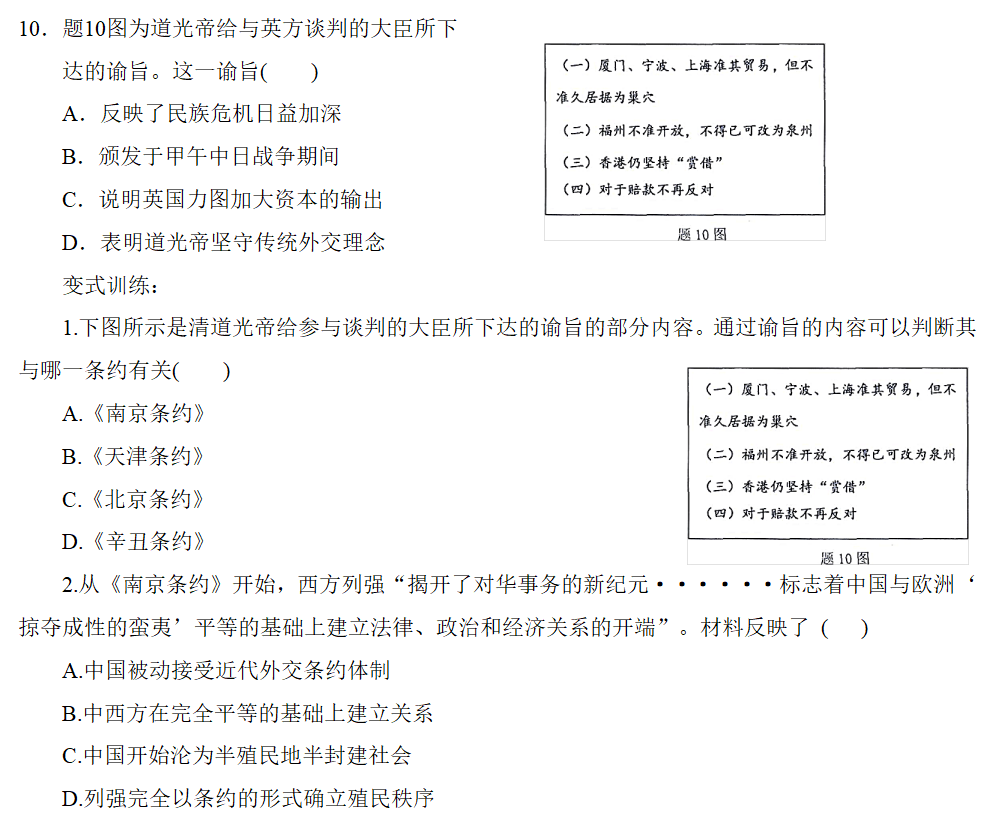 10．题10图为道光帝给与英方谈判的大臣所下
达的谕旨。这一谕旨(　　)
A．反映了民族危机日益加深
B．颁发于甲午中日战争期间
C．说明英国力图加大资本的输出
D．表明道光帝坚守传统外交理念
（一）厦门、宁波、上海准其贸易，但不
准久居据为巢穴
（二）福州不准开放，不得已可改为泉州
（三）香港仍坚持“赏借”
（四）对于赔款不再反对
题 10 图
变式训练：
1.下图所示是清道光帝给参与谈判的大臣所下达的谕旨的部分内容。通过谕旨的内容可以判断其
与哪一条约有关(　　)
A.《南京条约》
B.《天津条约》
C.《北京条约》
D.《辛丑条约》
（一）厦门、宁波、上海准其贸易，但不
准久居据为巢穴
（二）福州不准开放，不得已可改为泉州
（三）香港仍坚持“赏借”
（四）对于赔款不再反对
题 10 图
2.从《南京条约》开始，西方列强“揭开了对华事务的新纪元······标志着中国与欧洲‘
掠夺成性的蛮夷’平等的基础上建立法律、政治和经济关系的开端”。材料反映了（　）
A.中国被动接受近代外交条约体制
B.中西方在完全平等的基础上建立关系
C.中国开始沦为半殖民地半封建社会
D.列强完全以条约的形式确立殖民秩序